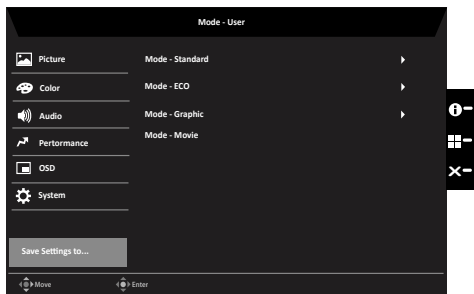 Mode - User
Picture
Mode - Standard
Color
Mode - ECO
Audio
Mode - Graphic
Pertormance
Mode - Movie
OSD
System
Save Settings to...
Move
Enter